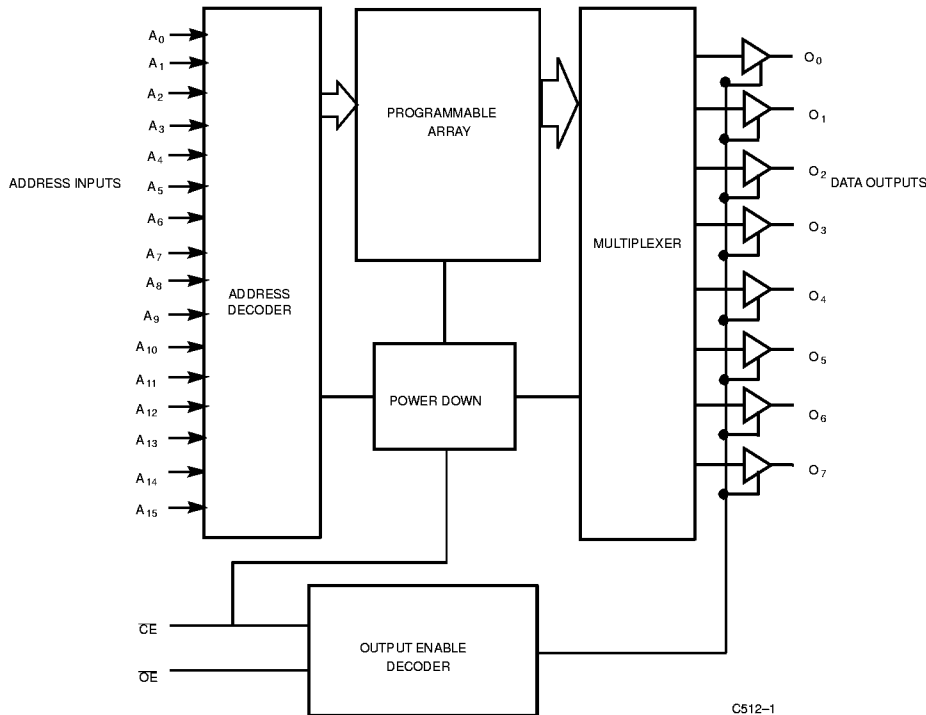 A0
A1
A2
A3
A4
A5
A6
A7
A8
A9
A10
A11
A12
A13
A14
A15
ADDRESS INPUTS
ADDRESS
DECODER
PROGRAMMABLE
ARRAY
POWER DOWN
MULTIPLEXER
O0
O1
O2
O3
O4
O5
O6
O7
DATA OUTPUTS
C̅E̅
O̅E̅
OUTPUT ENABLE
DECODER
C512–1